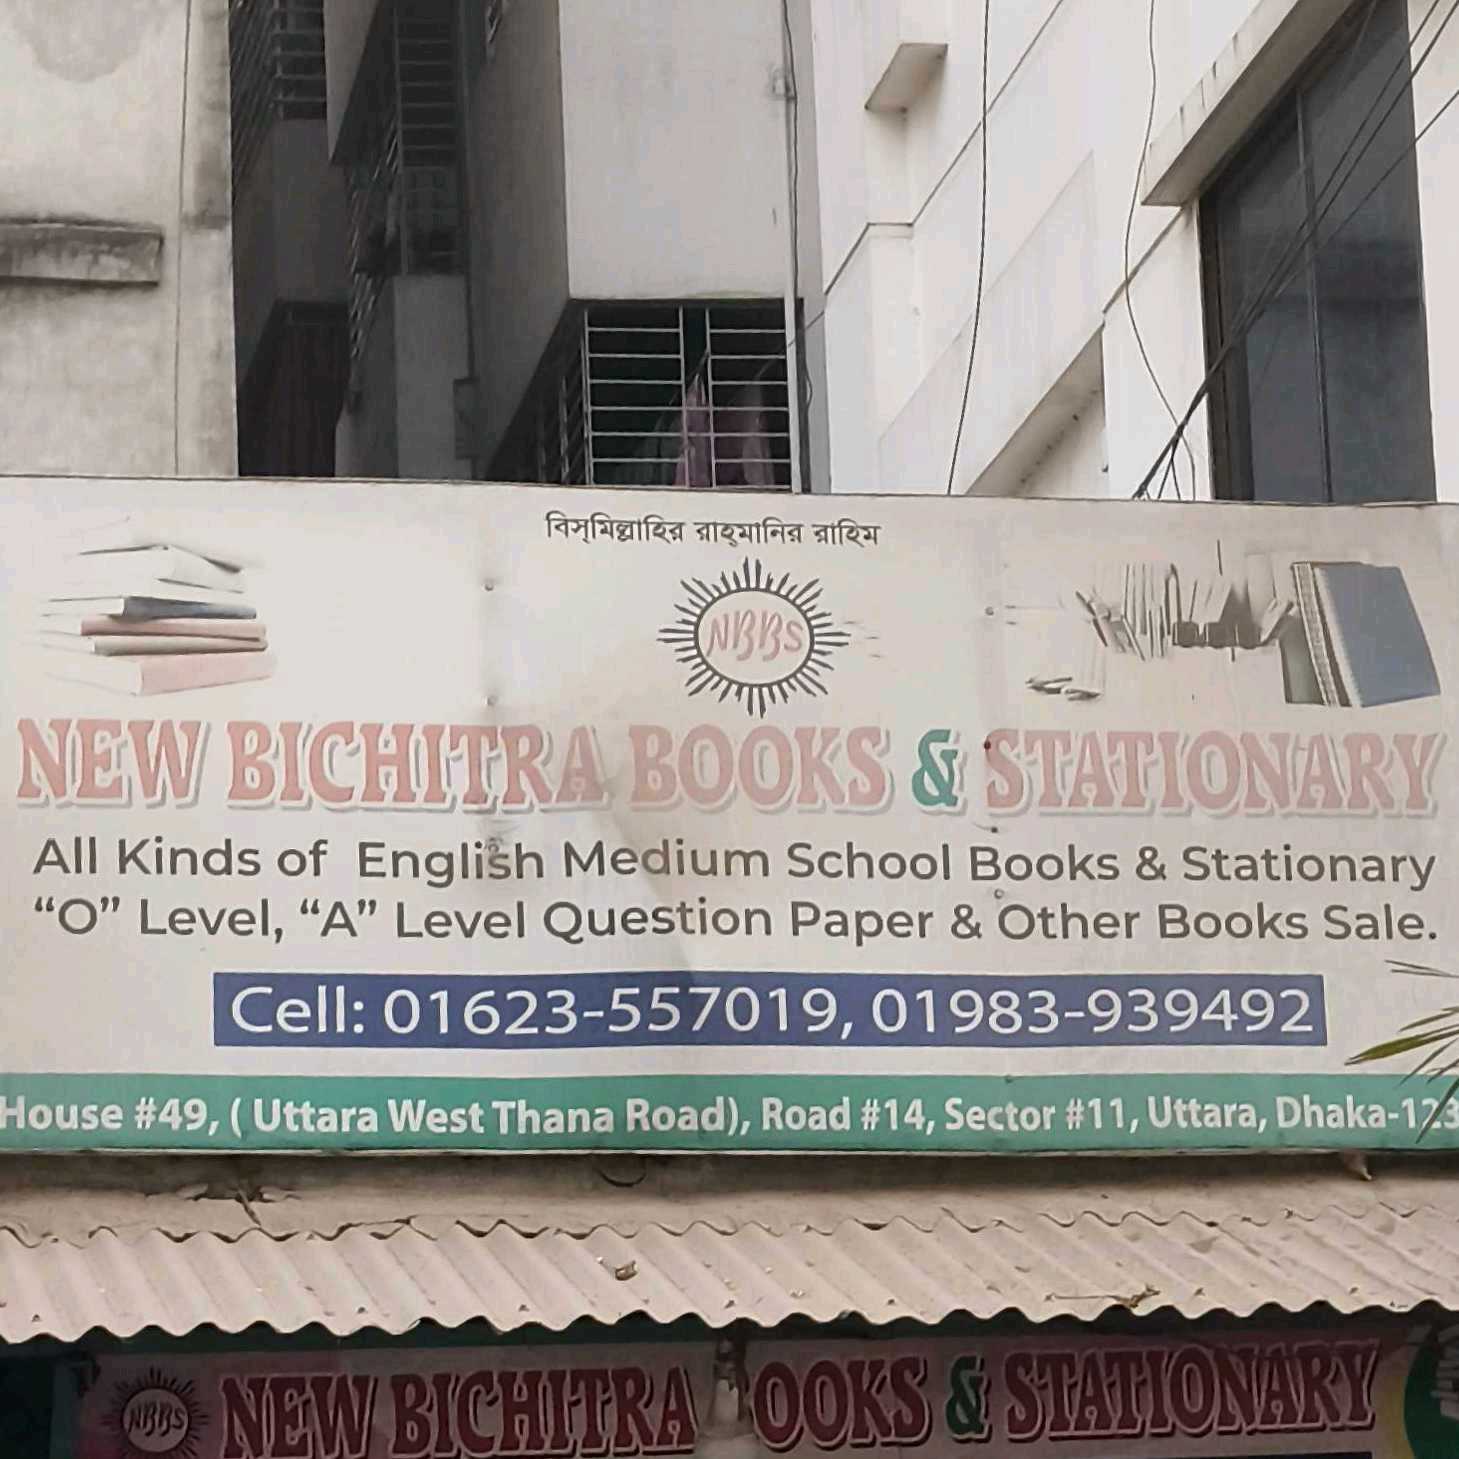 বিস্‌মিল্লাহির রাহ্‌মানির রাহিম
NBBS
NEW BICHITRA BOOKS & STATIONARY
All Kinds of English Medium School Books & Stationary
“O” Level, “A” Level Question Paper & Other Books Sale.
Cell: 01623-557019, 01983-939492
House #49, ( Uttara West Thana Road), Road #14, Sector #11, Uttara, Dhaka-123
NBBS
NEW BICHITRA OOKS & STATIONARY